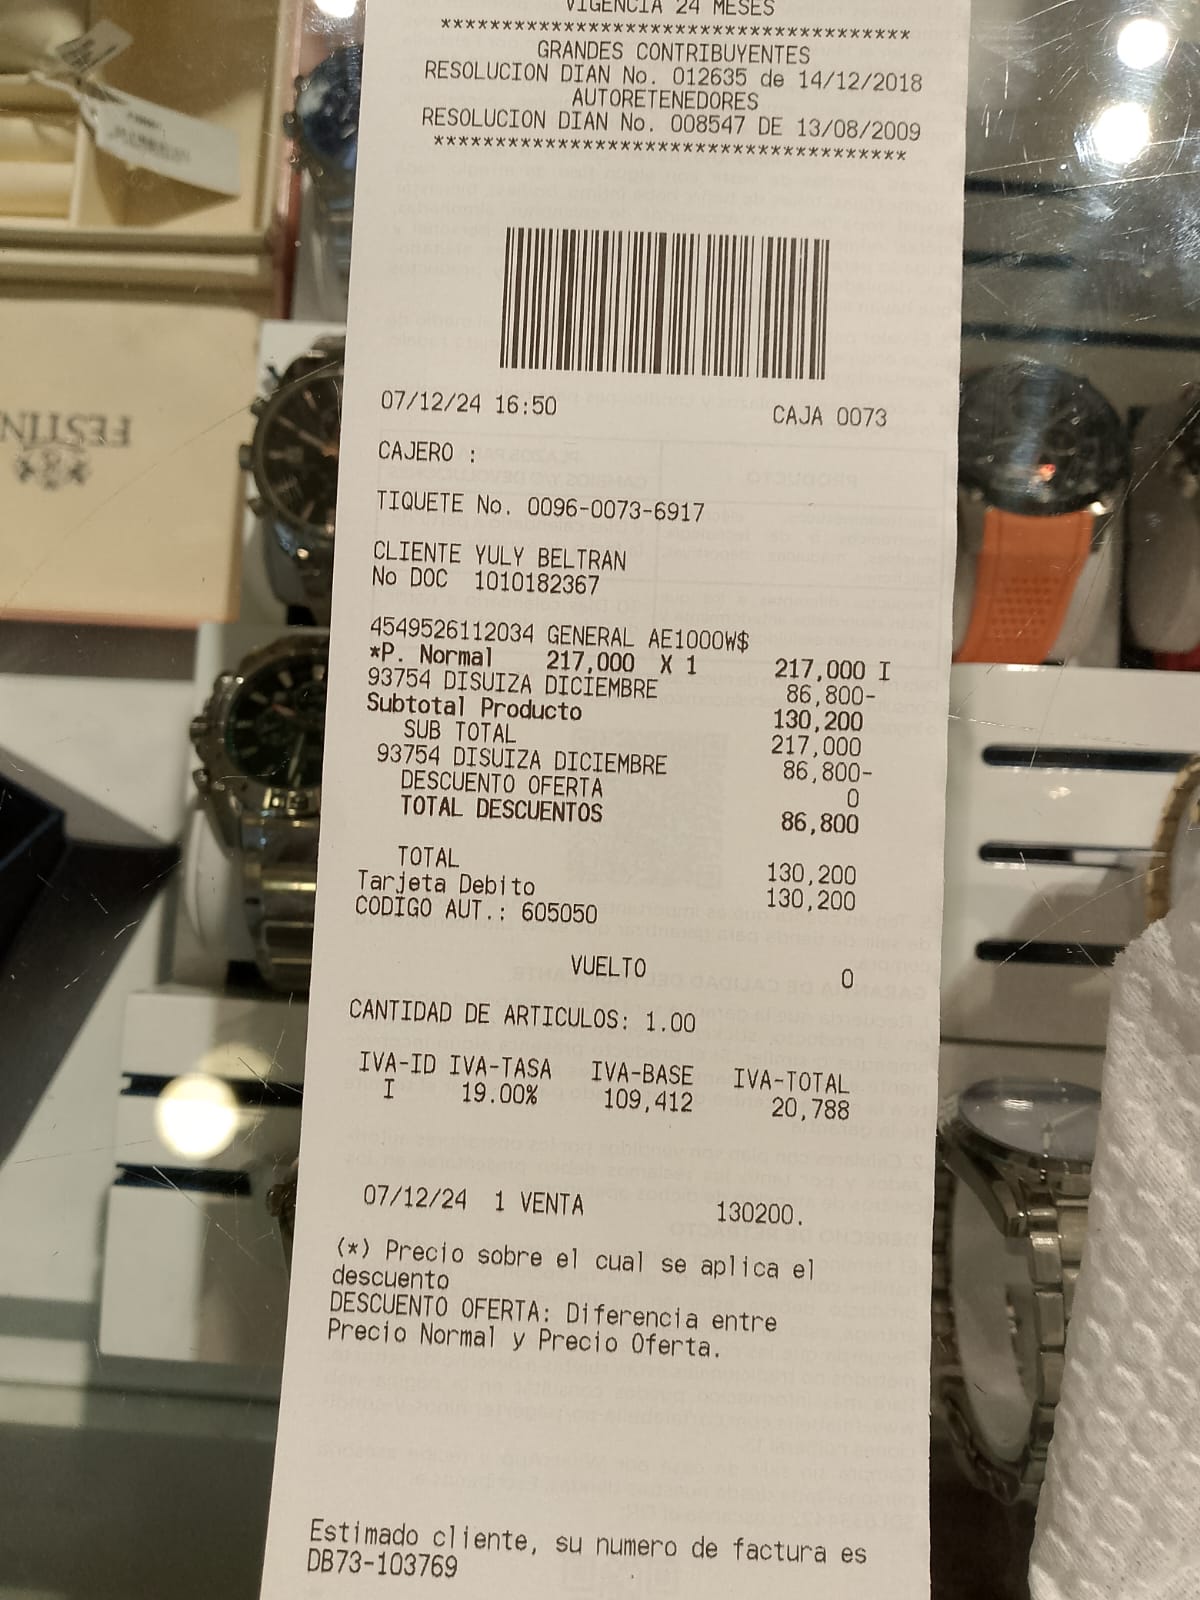 VIGENCIA 24 MESES
****************************************
GRANDES CONTRIBUYENTES
RESOLUCION DIAN No. 012635 de 14/12/2018
AUTORETENEDORES
RESOLUCION DIAN No. 008547 DE 13/08/2009
****************************************
07/12/24 16:50 CAJA 0073
CAJERO :
TIQUETE No. 0096-0073-6917
CLIENTE YULY BELTRAN
No DOC 1010182367
4549526112034 GENERAL AE1000W$
*P. Normal 217,000 X 1 217,000 I
93754 DISUIZA DICIEMBRE 86,800-
Subtotal Producto 130,200
SUB TOTAL 217,000
93754 DISUIZA DICIEMBRE 86,800-
DESCUENTO OFERTA 0
TOTAL DESCUENTOS 86,800
TOTAL 130,200
Tarjeta Debito 130,200
CODIGO AUT.: 605050
VUELTO 0
CANTIDAD DE ARTICULOS: 1.00
IVA-ID IVA-TASA IVA-BASE IVA-TOTAL
I 19.00% 109,412 20,788
07/12/24 1 VENTA 130200.
(*) Precio sobre el cual se aplica el
descuento
DESCUENTO OFERTA: Diferencia entre
Precio Normal y Precio Oferta.
Estimado cliente, su numero de factura es
DB73-103769
FESTIN